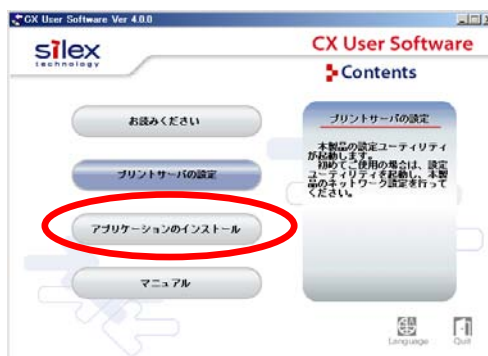 CX User Software Ver 4.0.0
silex
technology
CX User Software
Contents
お読みください
プリントサーバの設定
アプリケーションのインストール
マニュアル
プリントサーバの設定
本製品の設定ユーティリティ
が起動します。
初めてご使用の場合は、設定
ユーティリティを起動し、本製
品のネットワーク設定を行って
ください。
Language
Quit